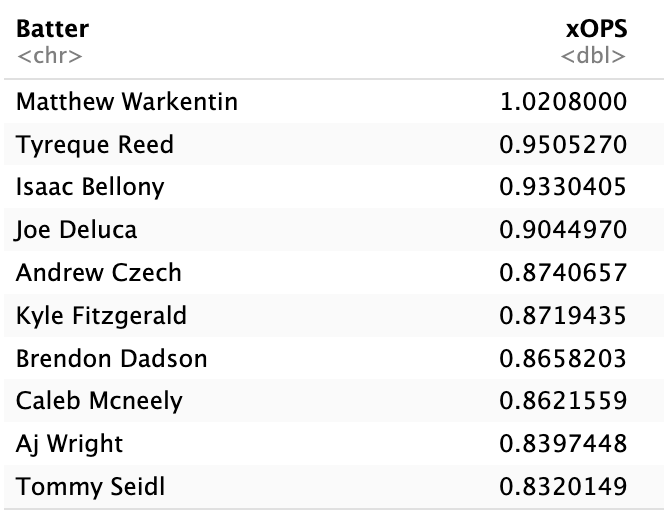 Batter xOPS
<chr> <dbl>
Matthew Warkentin 1.0208000
Tyreque Reed 0.9505270
Isaac Bellony 0.9330405
Joe Deluca 0.9044970
Andrew Czech 0.8740657
Kyle Fitzgerald 0.8719435
Brendon Dadson 0.8658203
Caleb Mcneely 0.8621559
Aj Wright 0.8397448
Tommy Seidl 0.8320149